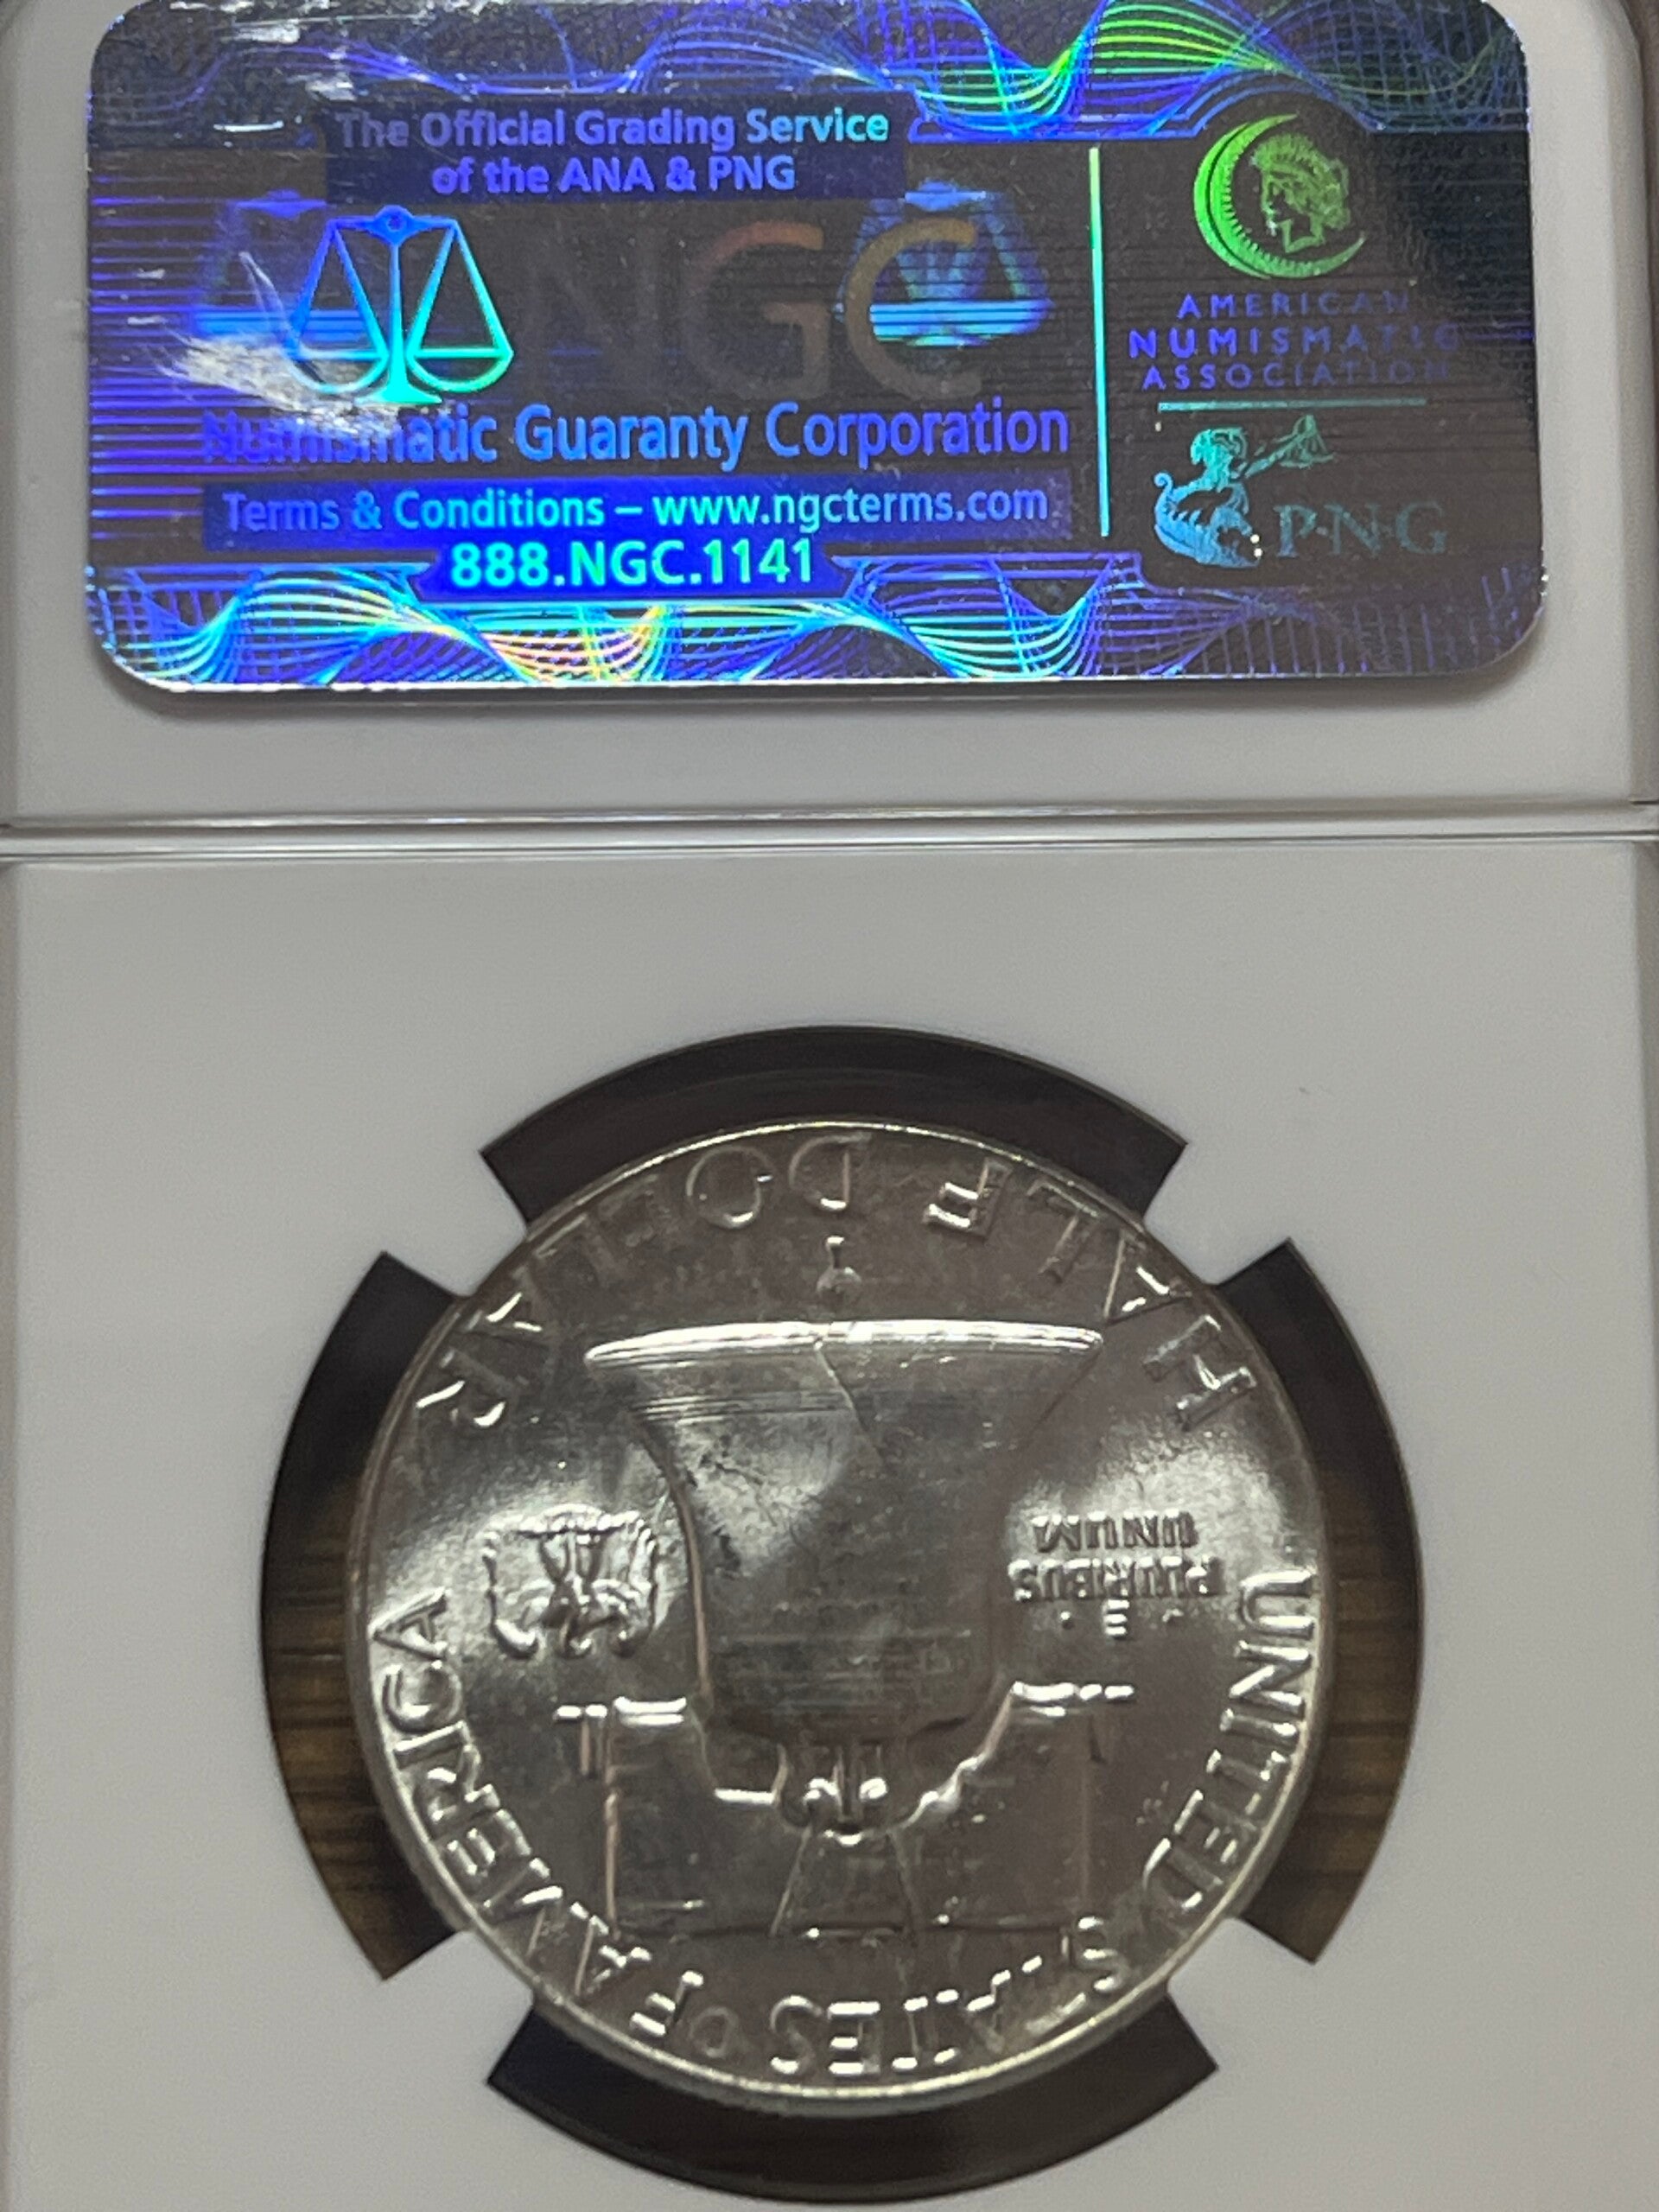 The Official Grading Service
of the ANA & PNG
NGC
Numismatic Guaranty Corporation
Terms & Conditions – www.ngcterms.com
888.NGC.1141
AMERICAN
NUMISMATIC
ASSOCIATION
P·N·G
UNITED STATES OF AMERICA
·E·
PLURIBUS
UNUM
HALF DOLLAR